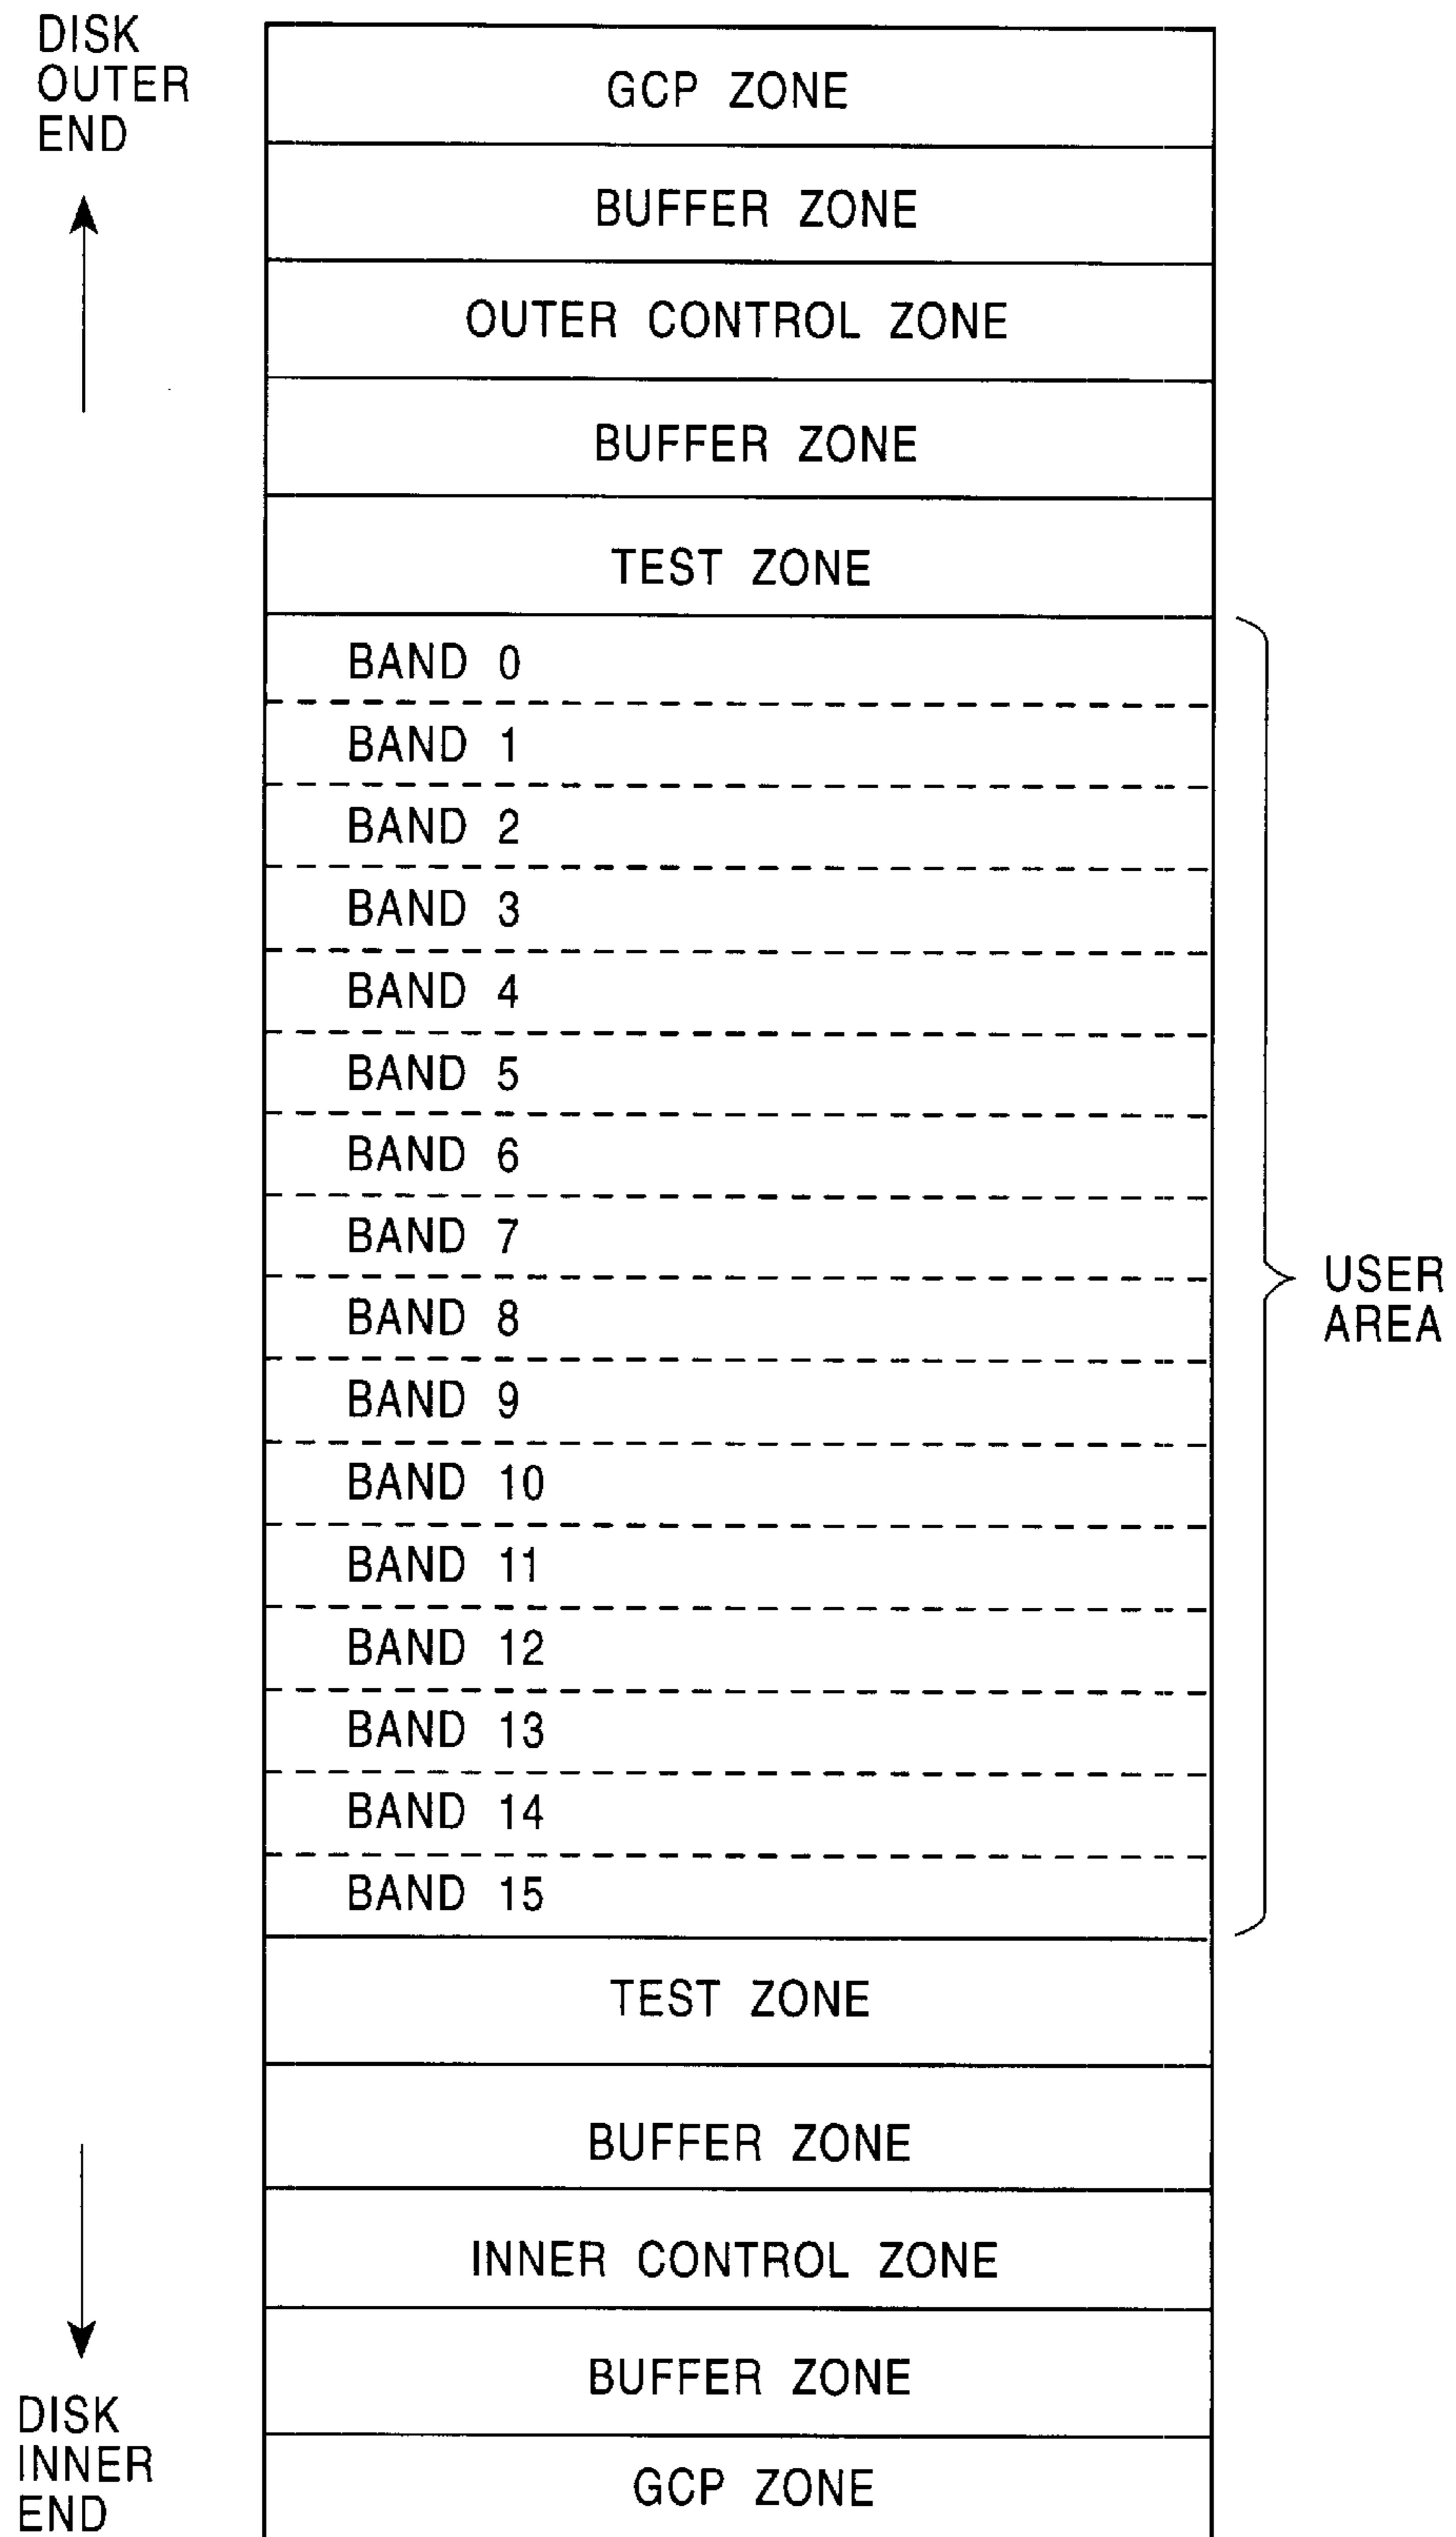 DISK
OUTER
END
GCP ZONE
BUFFER ZONE
OUTER CONTROL ZONE
BUFFER ZONE
TEST ZONE
BAND 0
BAND 1
BAND 2
BAND 3
BAND 4
BAND 5
BAND 6
BAND 7
BAND 8
BAND 9
BAND 10
BAND 11
BAND 12
BAND 13
BAND 14
BAND 15
USER
AREA
TEST ZONE
BUFFER ZONE
INNER CONTROL ZONE
BUFFER ZONE
GCP ZONE
DISK
INNER
END